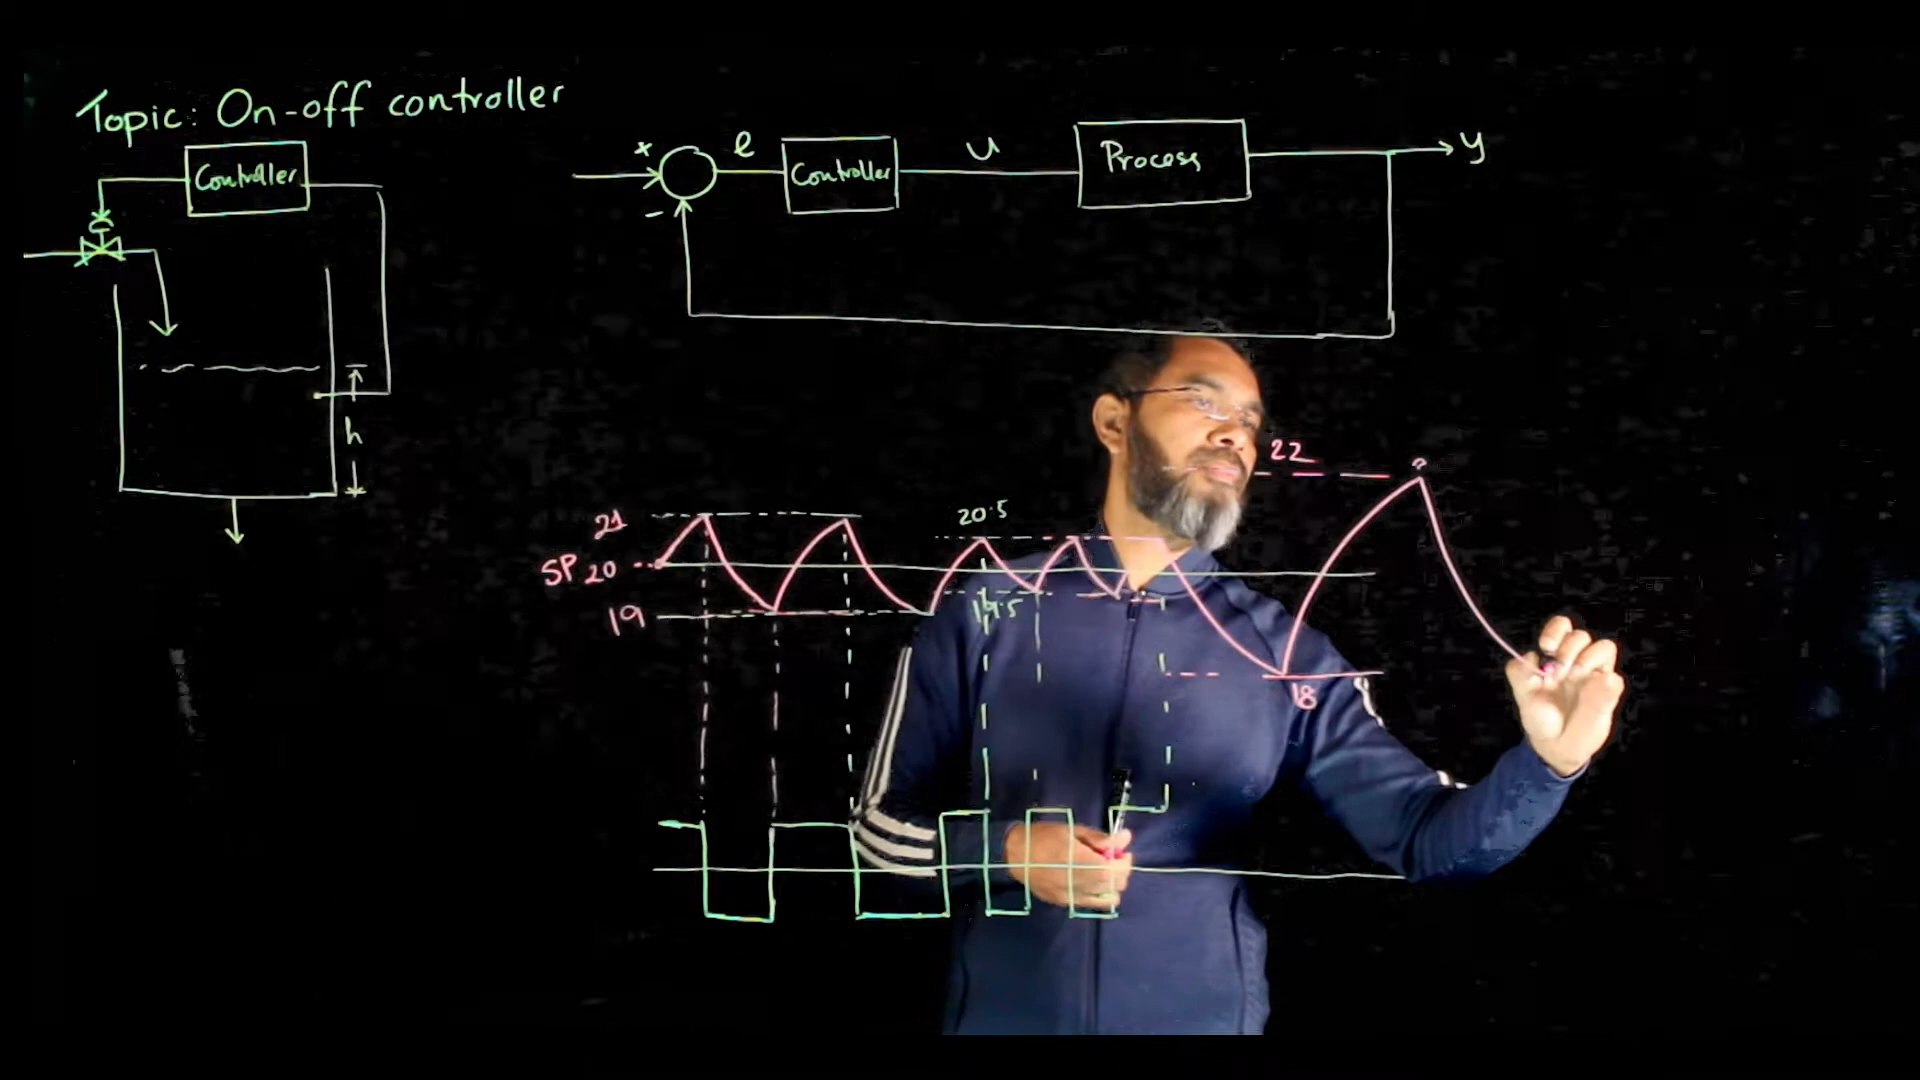 Topic: On-off controller
Controller
h
+
-
e
Controller
u
Process
y
22
21
SP 20
19
20.5
19.5
18